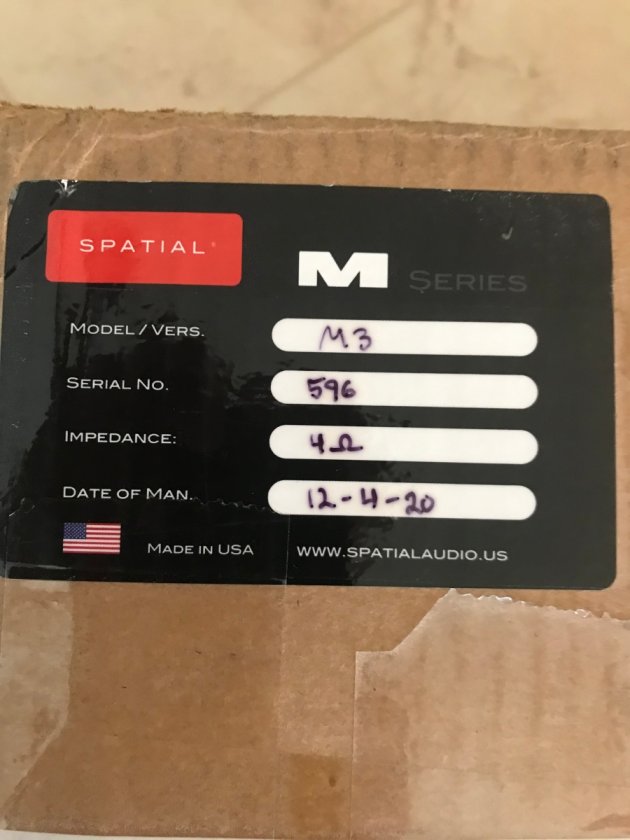 SPATIAL
M SERIES
MODEL / VERS. M3
SERIAL NO. 596
IMPEDANCE: 4Ω
DATE OF MAN. 12-4-20
MADE IN USA WWW.SPATIALAUDIO.US